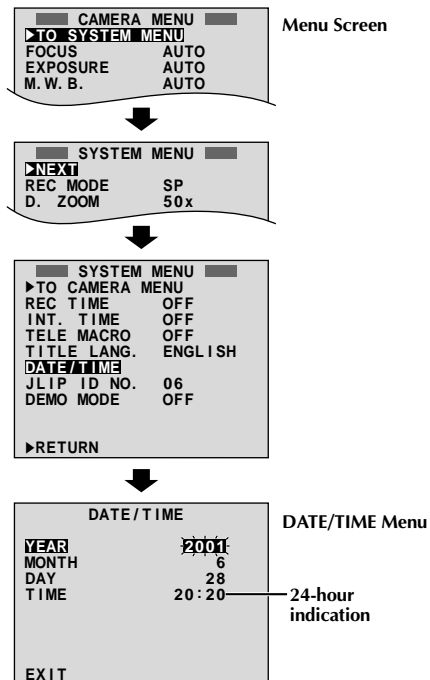 CAMERA MENU
Menu Screen
▶TO SYSTEM MENU
FOCUS AUTO
EXPOSURE AUTO
M. W. B. AUTO
SYSTEM MENU
▶NEXT
REC MODE SP
D. ZOOM 50x
SYSTEM MENU
▶TO CAMERA MENU
REC TIME OFF
INT. TIME OFF
TELE MACRO OFF
TITLE LANG. ENGLISH
DATE/TIME
JLIP ID NO. 06
DEMO MODE OFF
▶RETURN
DATE/TIME
DATE/TIME Menu
YEAR 2001
MONTH 6
DAY 28
TIME 20:20
24-hour
indication
EXIT